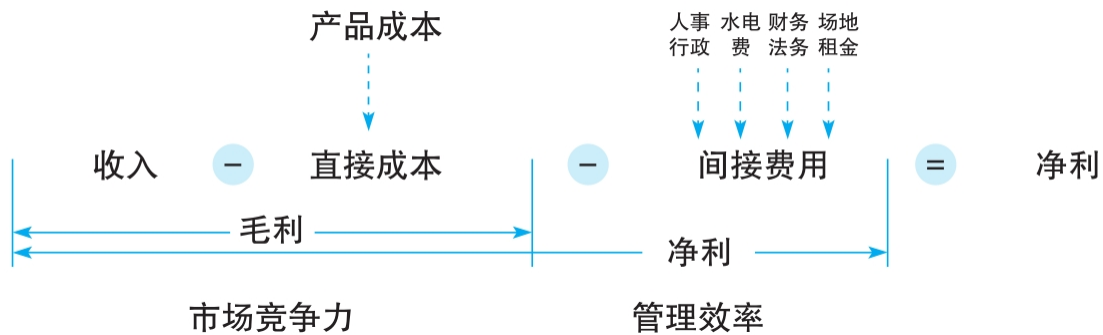 产品成本
人事 水电 财务 场地
行政 费 法务 租金
收入 − 直接成本 − 间接费用 = 净利
毛利
净利
市场竞争力 管理效率